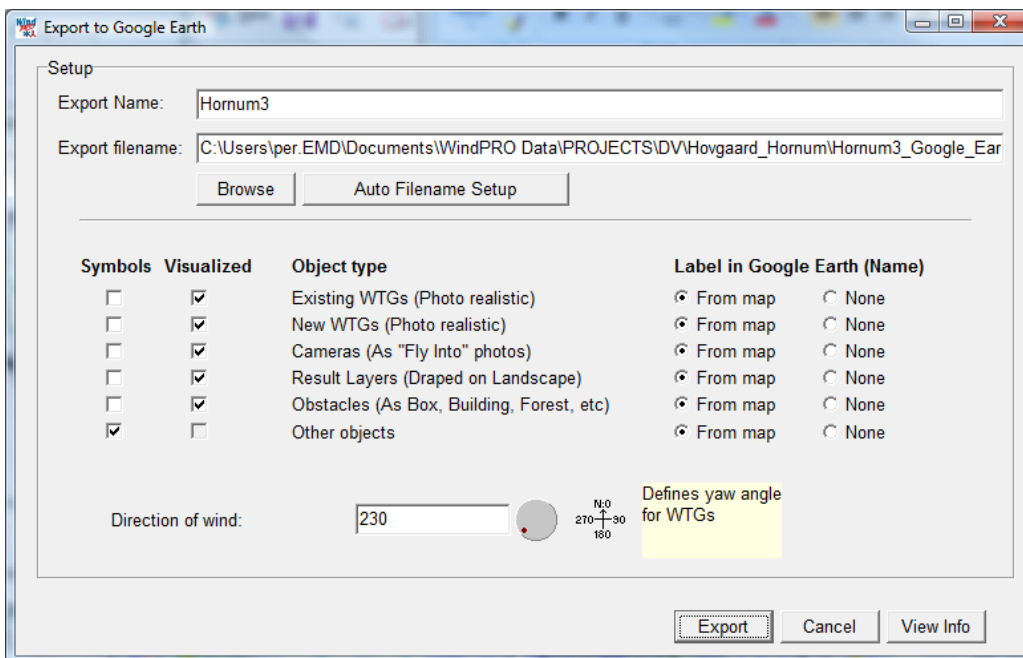 Wind
Export to Google Earth
Setup
Export Name: Hornum3
Export filename: C:\Users\per.EMD\Documents\WindPRO Data\PROJECTS\DV\Hovgaard_Hornum\Hornum3_Google_Ear
Browse Auto Filename Setup
Symbols Visualized Object type Label in Google Earth (Name)
Existing WTGs (Photo realistic) From map None
New WTGs (Photo realistic) From map None
Cameras (As "Fly Into" photos) From map None
Result Layers (Draped on Landscape) From map None
Obstacles (As Box, Building, Forest, etc) From map None
Other objects From map None
Direction of wind: 230
N:0
270 90
180
Defines yaw angle
for WTGs
Export Cancel View Info